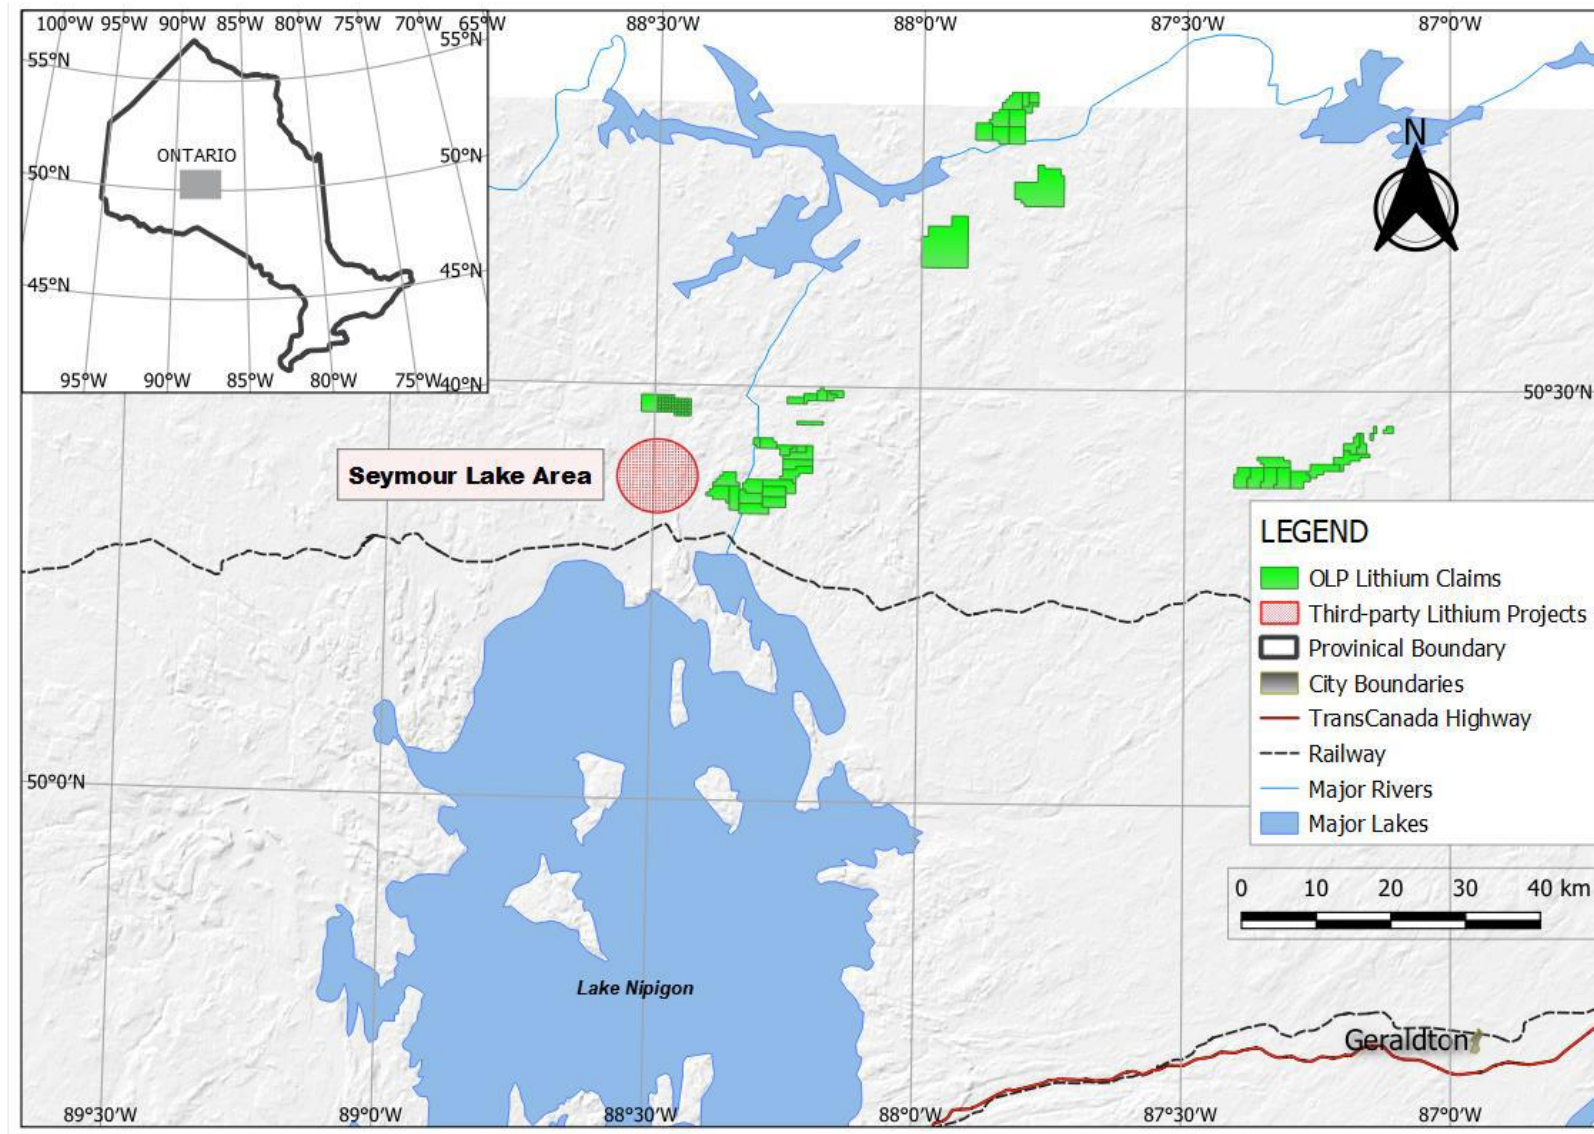 100°W 95°W 90°W 85°W 80°W 75°W 70°W 65°W
88°30'W 88°0'W 87°30'W 87°0'W
55°N 55°N
50°N 50°N
ONTARIO
45°N 45°N
95°W 90°W 85°W 80°W 75°W 40°N
50°30'N
Seymour Lake Area
LEGEND
OLP Lithium Claims
Third-party Lithium Projects
Provinical Boundary
City Boundaries
TransCanada Highway
Railway
Major Rivers
Major Lakes
N
50°0'N
0 10 20 30 40 km
Lake Nipigon
Geraldton
89°30'W 89°0'W 88°30'W 88°0'W 87°30'W 87°0'W